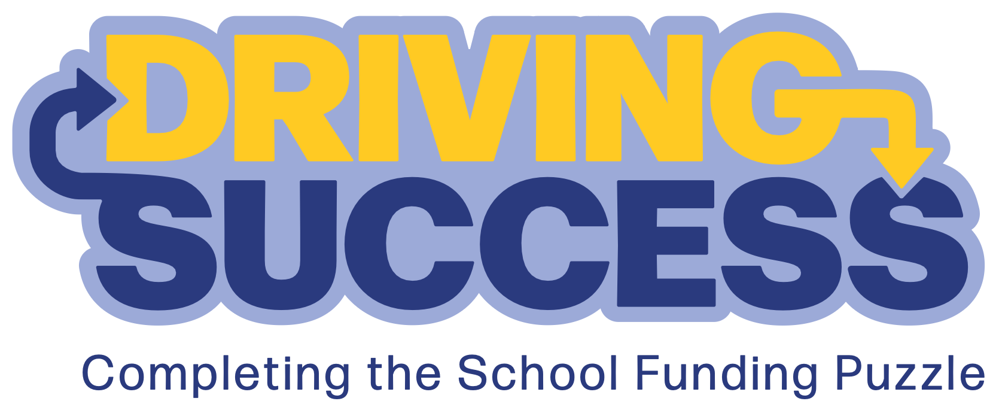 DRIVING
SUCCESS
Completing the School Funding Puzzle